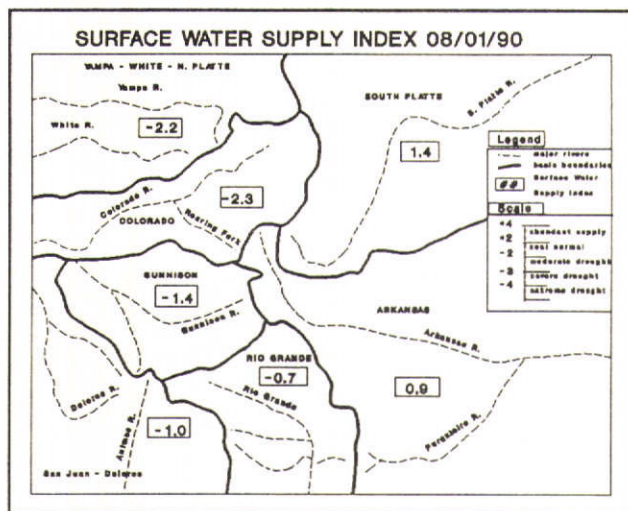 SURFACE WATER SUPPLY INDEX 08/01/90
YAMPA - WHITE - N. PLATTE
Yampa R.
White R.
-2.2
SOUTH PLATTE
S. Platte R.
1.4
Legend
major rivers
basin boundaries
## Surface Water
Supply Index
Scale
+4
abundant supply
+2
near normal
-2
moderate drought
-3
severe drought
-4
extreme drought
Colorado R.
COLORADO
Roaring Fork
-2.3
GUNNISON
-1.4
Gunnison R.
ARKANSAS
Arkansas R.
0.9
Purgatoire R.
RIO GRANDE
-0.7
Rio Grande
Dolores R.
Animas R.
-1.0
San Juan - Dolores